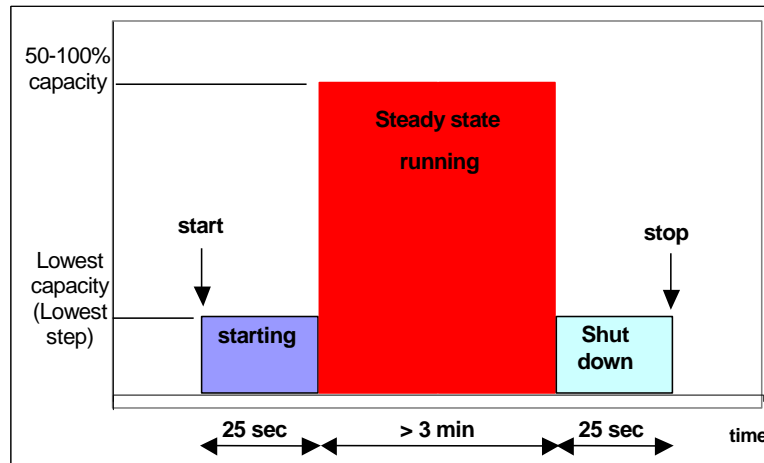 50-100%
capacity
Steady state
running
start
stop
Lowest
capacity
(Lowest
step)
starting
Shut
down
25 sec
> 3 min
25 sec
time